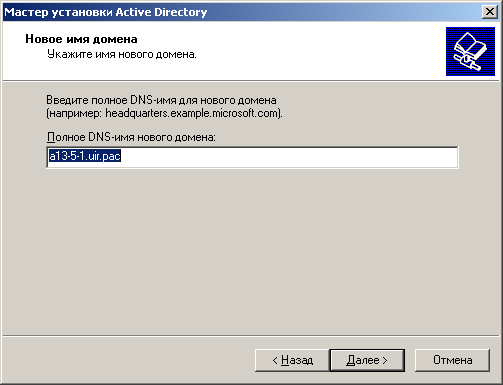 Мастер установки Active Directory
Новое имя домена
Укажите имя нового домена.
Введите полное DNS-имя для нового домена
(например: headquarters.example.microsoft.com).
Полное DNS-имя нового домена:
a13-5-1.uir.pac
< Назад
Далее >
Отмена